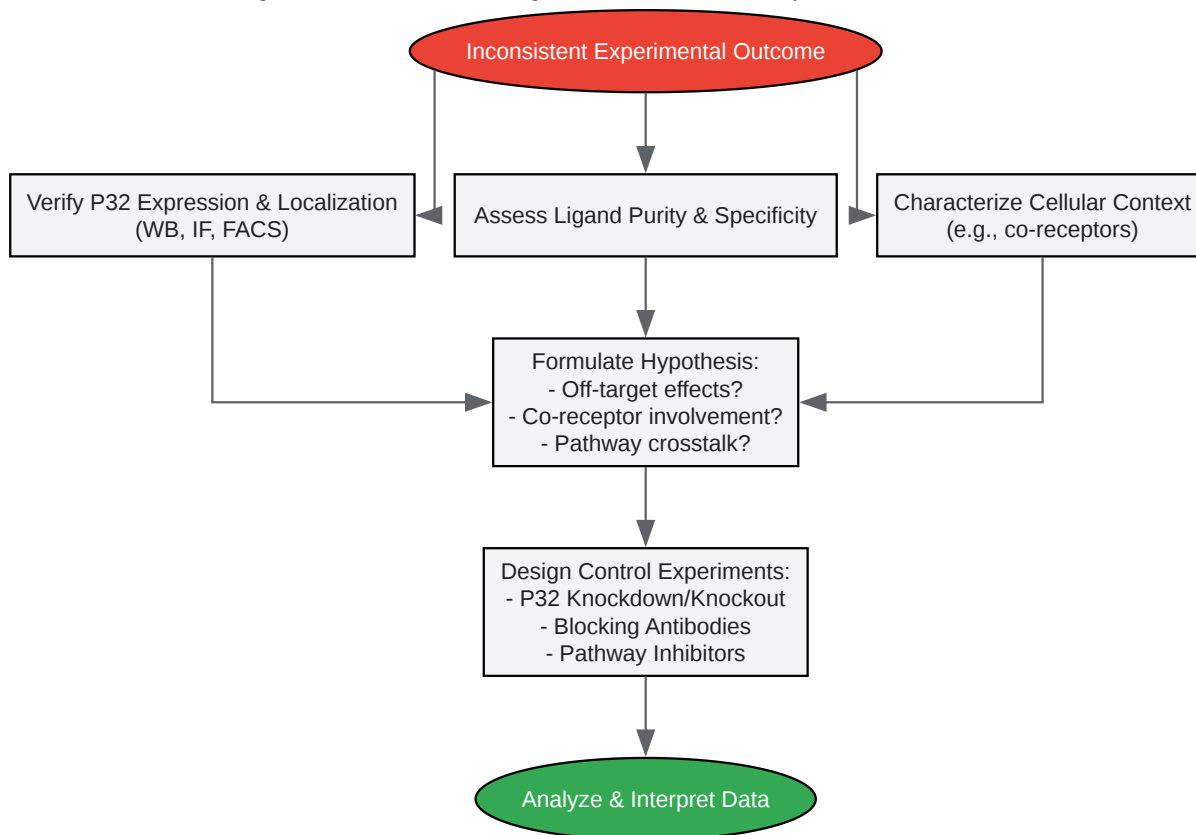 Inconsistent Experimental Outcome
Verify P32 Expression & Localization
(WB, IF, FACS)
Assess Ligand Purity & Specificity
Characterize Cellular Context
(e.g., co-receptors)
Formulate Hypothesis:
- Off-target effects?
- Co-receptor involvement?
- Pathway crosstalk?
Design Control Experiments:
- P32 Knockdown/Knockout
- Blocking Antibodies
- Pathway Inhibitors
Analyze & Interpret Data